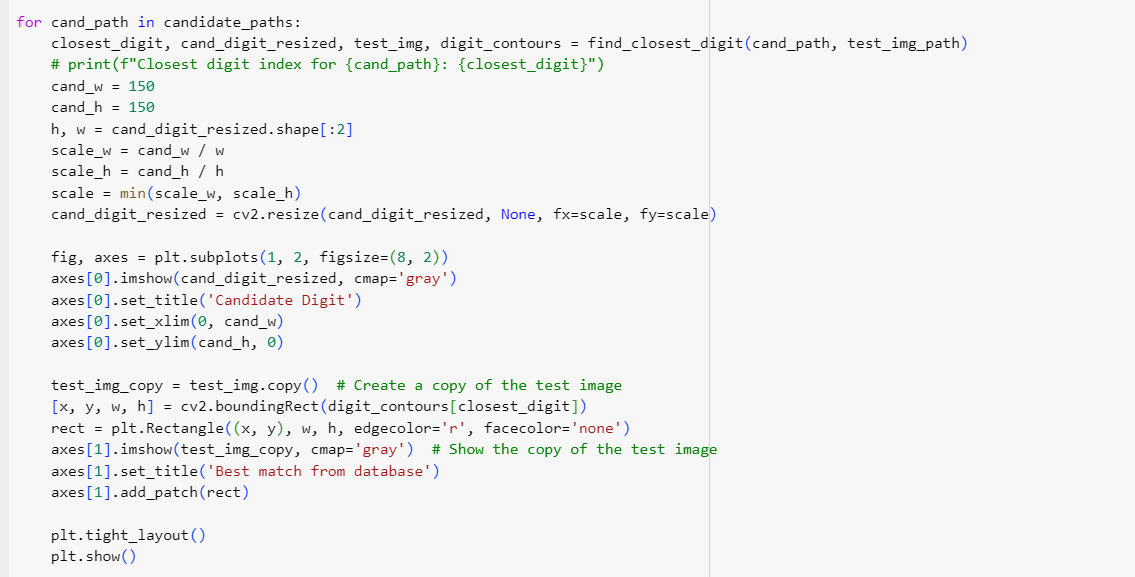 for cand_path in candidate_paths:
    closest_digit, cand_digit_resized, test_img, digit_contours = find_closest_digit(cand_path, test_img_path)
    # print(f"Closest digit index for {cand_path}: {closest_digit}")
    cand_w = 150
    cand_h = 150
    h, w = cand_digit_resized.shape[:2]
    scale_w = cand_w / w
    scale_h = cand_h / h
    scale = min(scale_w, scale_h)
    cand_digit_resized = cv2.resize(cand_digit_resized, None, fx=scale, fy=scale)

    fig, axes = plt.subplots(1, 2, figsize=(8, 2))
    axes[0].imshow(cand_digit_resized, cmap='gray')
    axes[0].set_title('Candidate Digit')
    axes[0].set_xlim(0, cand_w)
    axes[0].set_ylim(cand_h, 0)

    test_img_copy = test_img.copy()  # Create a copy of the test image
    [x, y, w, h] = cv2.boundingRect(digit_contours[closest_digit])
    rect = plt.Rectangle((x, y), w, h, edgecolor='r', facecolor='none')
    axes[1].imshow(test_img_copy, cmap='gray')  # Show the copy of the test image
    axes[1].set_title('Best match from database')
    axes[1].add_patch(rect)

    plt.tight_layout()
    plt.show()